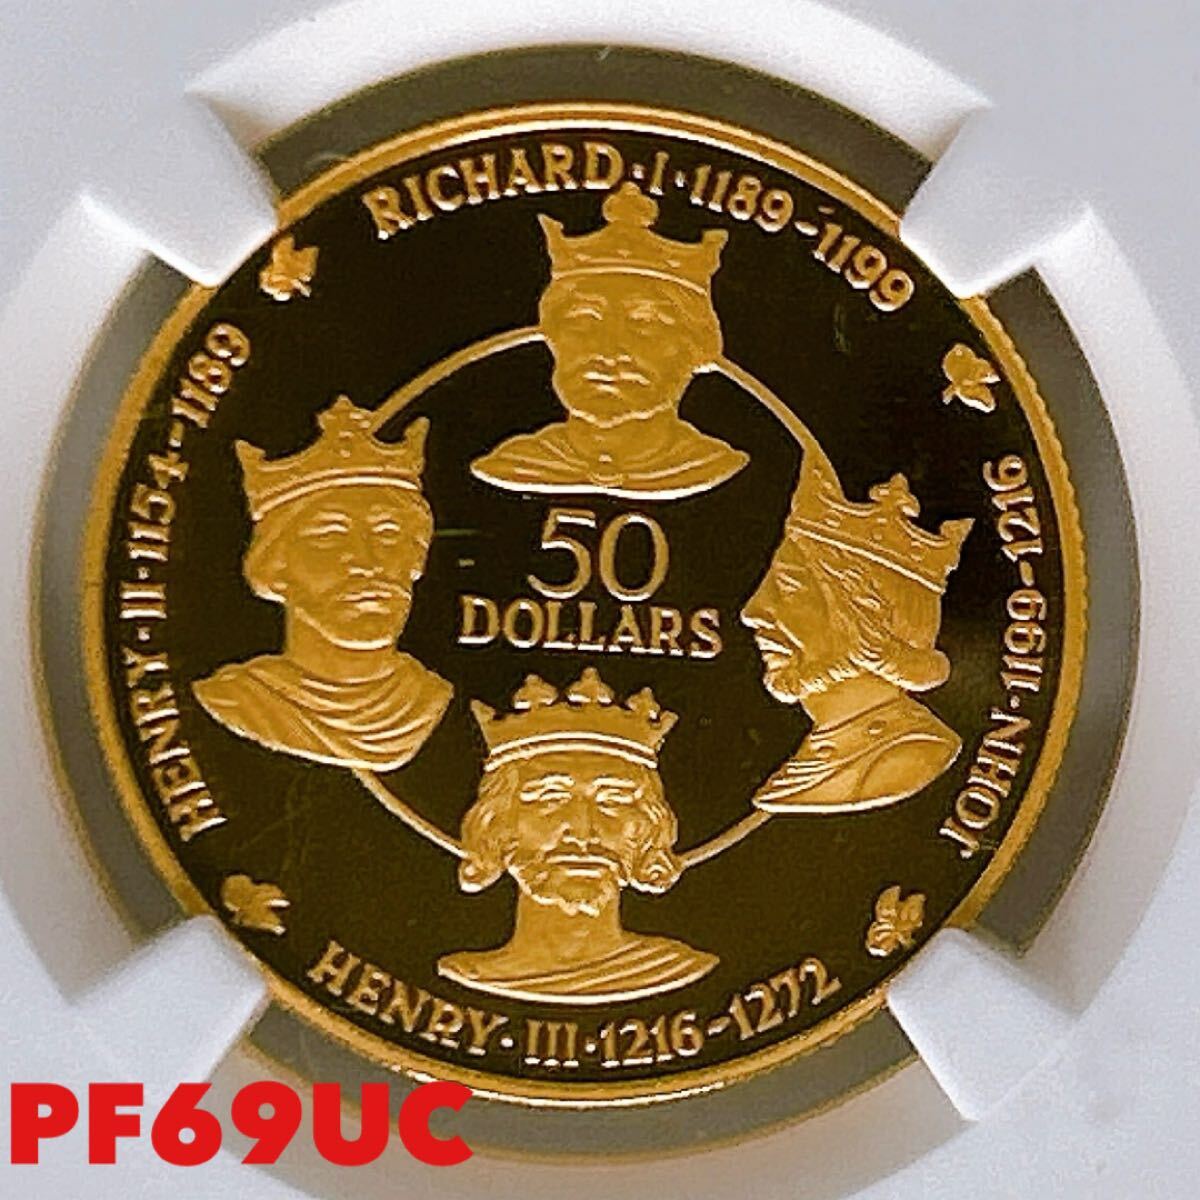 RICHARD·I·1189-1199
HENRY·II·1154-1189
50
DOLLARS
JOHN·1199-1216
HENRY·III·1216-1272
PF69UC